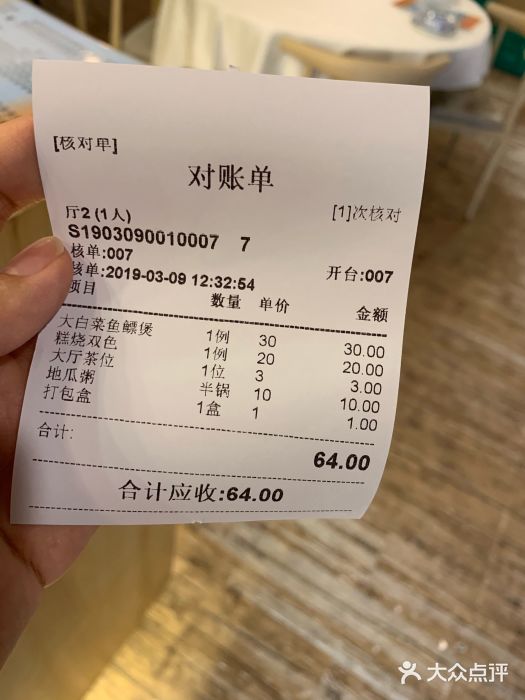 [核对单]
对账单
厅2 (1人) [1]次核对
S1903090010007 7
核单:007 开台:007
核单:2019-03-09 12:32:54
项目 数量 单价 金额
大白菜鱼鳔煲 1例 30 30.00
糕烧双色 1例 20 20.00
大厅茶位 1位 3 3.00
地瓜粥 半锅 10 10.00
打包盒 1盒 1 1.00
合计: 64.00
合计应收:64.00
大众点评